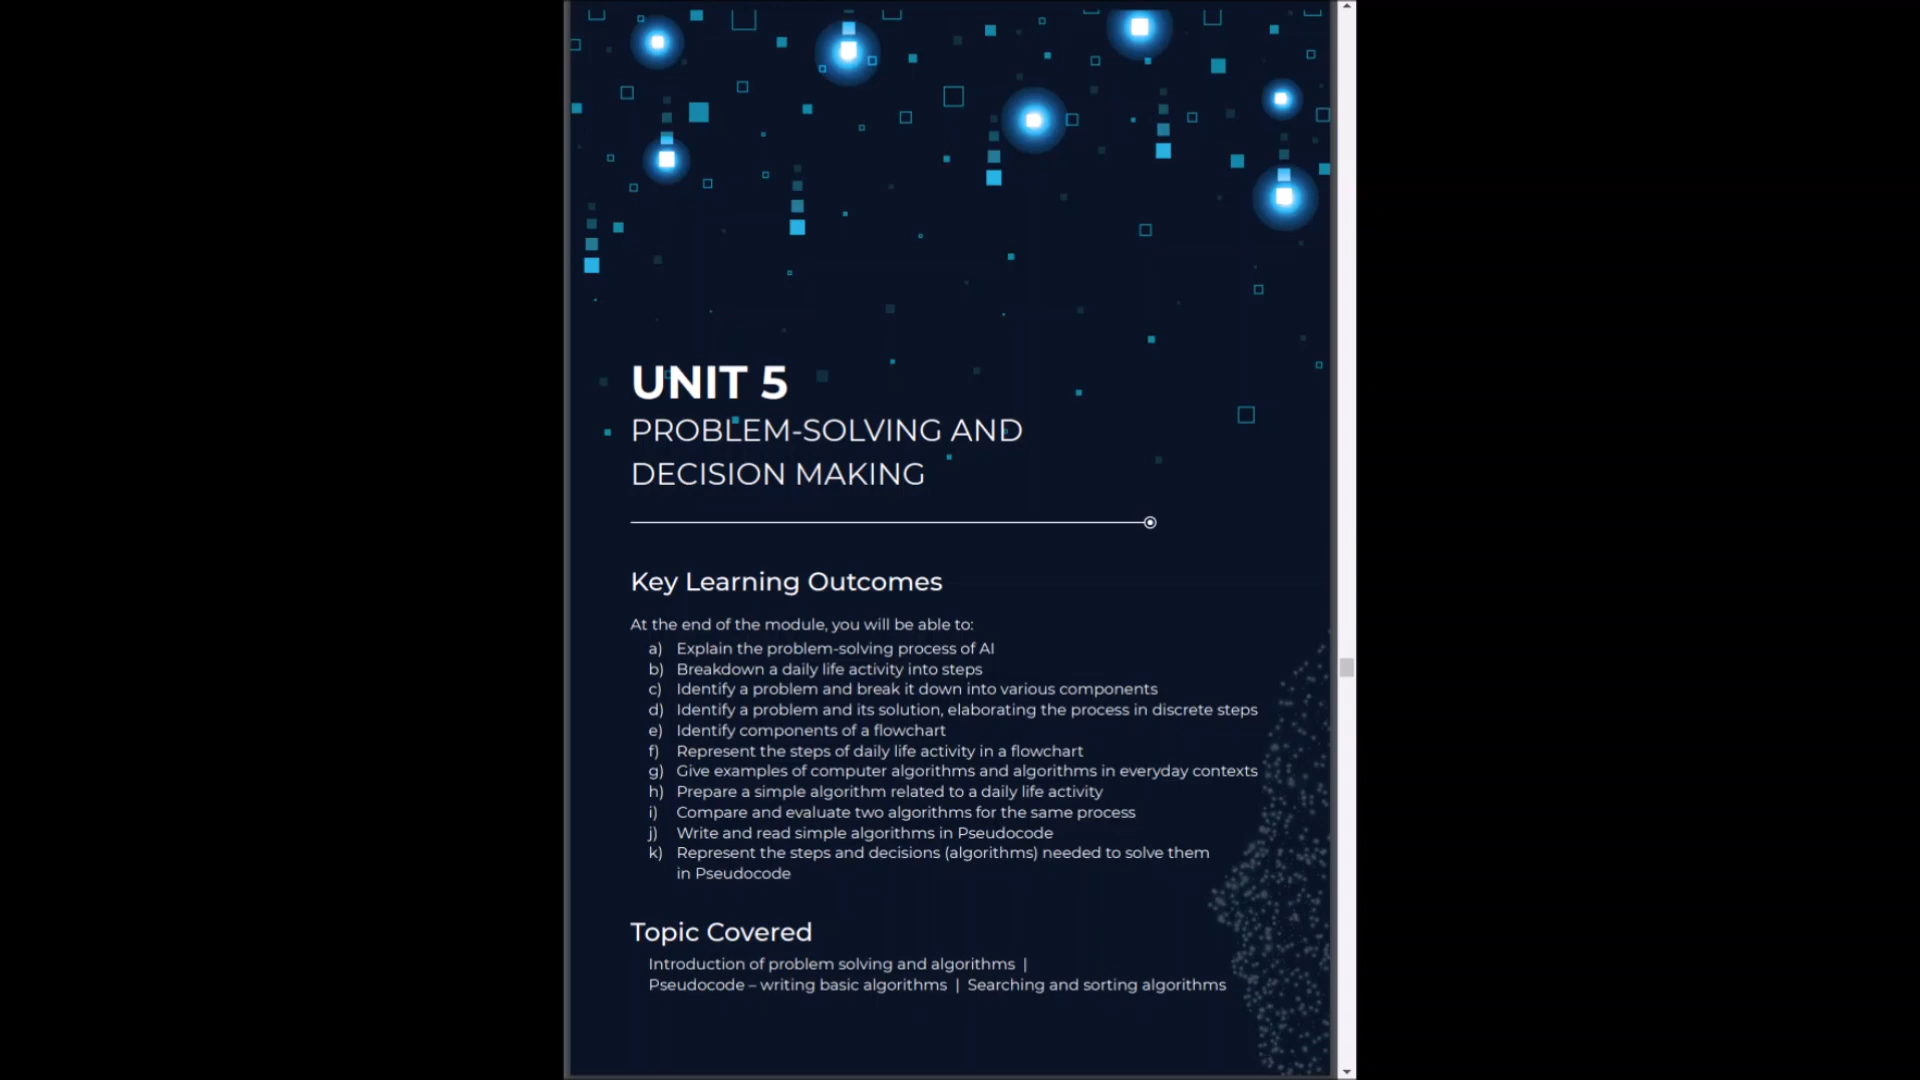 UNIT 5
PROBLEM-SOLVING AND
DECISION MAKING
Key Learning Outcomes
At the end of the module, you will be able to:
a) Explain the problem-solving process of AI
b) Breakdown a daily life activity into steps
c) Identify a problem and break it down into various components
d) Identify a problem and its solution, elaborating the process in discrete steps
e) Identify components of a flowchart
f) Represent the steps of daily life activity in a flowchart
g) Give examples of computer algorithms and algorithms in everyday contexts
h) Prepare a simple algorithm related to a daily life activity
i) Compare and evaluate two algorithms for the same process
j) Write and read simple algorithms in Pseudocode
k) Represent the steps and decisions (algorithms) needed to solve them
in Pseudocode
Topic Covered
Introduction of problem solving and algorithms |
Pseudocode – writing basic algorithms | Searching and sorting algorithms